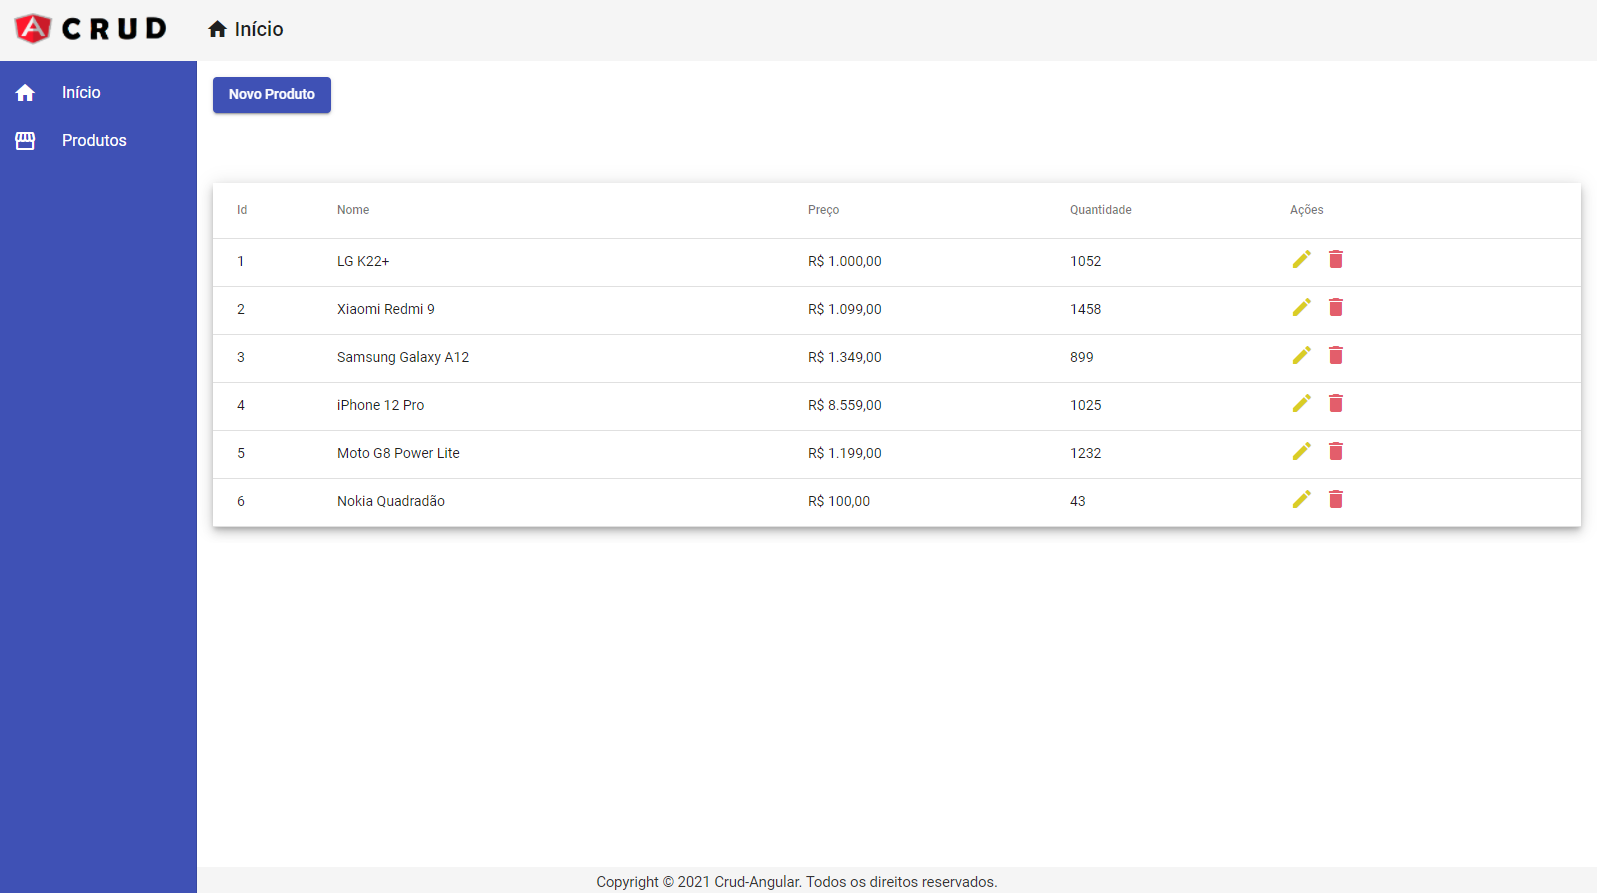 A CRUD
Início
Início
Produtos
Novo Produto
Id Nome Preço Quantidade Ações
1 LG K22+ R$ 1.000,00 1052
2 Xiaomi Redmi 9 R$ 1.099,00 1458
3 Samsung Galaxy A12 R$ 1.349,00 899
4 iPhone 12 Pro R$ 8.559,00 1025
5 Moto G8 Power Lite R$ 1.199,00 1232
6 Nokia Quadradão R$ 100,00 43
Copyright © 2021 Crud-Angular. Todos os direitos reservados.